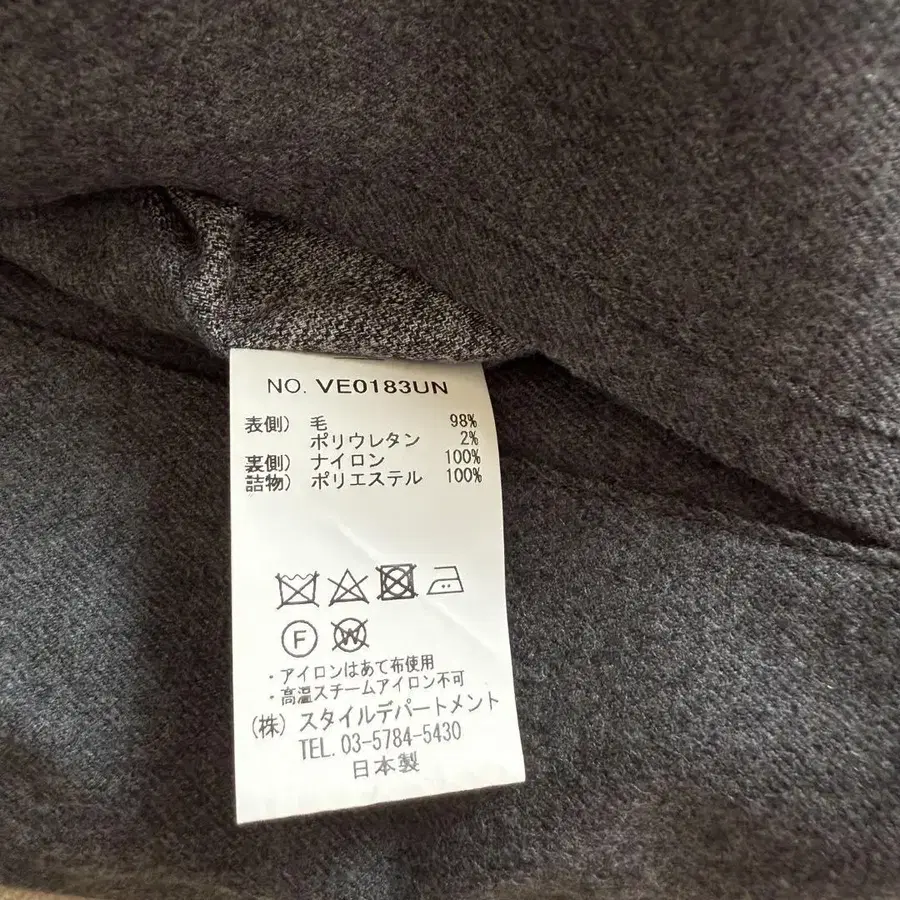 NO. VE0183UN
表側) 毛 98%
ポリウレタン 2%
裏側) ナイロン 100%
詰物) ポリエステル 100%
F W
・アイロンはあて布使用
・高温スチームアイロン不可
(株) スタイルデパートメント
TEL. 03-5784-5430
日本製